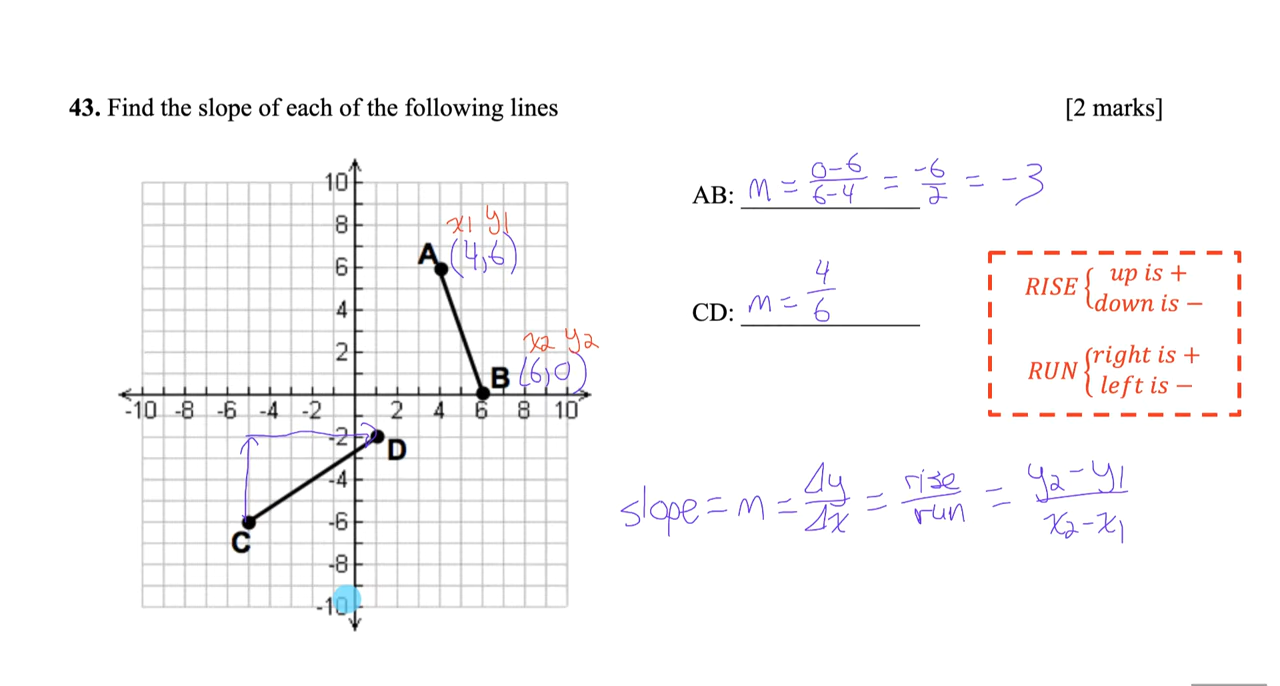 43. Find the slope of each of the following lines [2 marks]
AB: m = 0-6/6-4 = -6/2 = -3
CD: m = 4/6
10
8
6
4
2
-10 -8 -6 -4 -2 2 4 6 8 10
-2
-4
-6
-8
-10
x1 y1
A (4,6)
x2 y2
B (6,0)
D
C
RISE { up is +
down is −
RUN { right is +
left is −
slope = m = Δy/Δx = rise/run = y2-y1/x2-x1